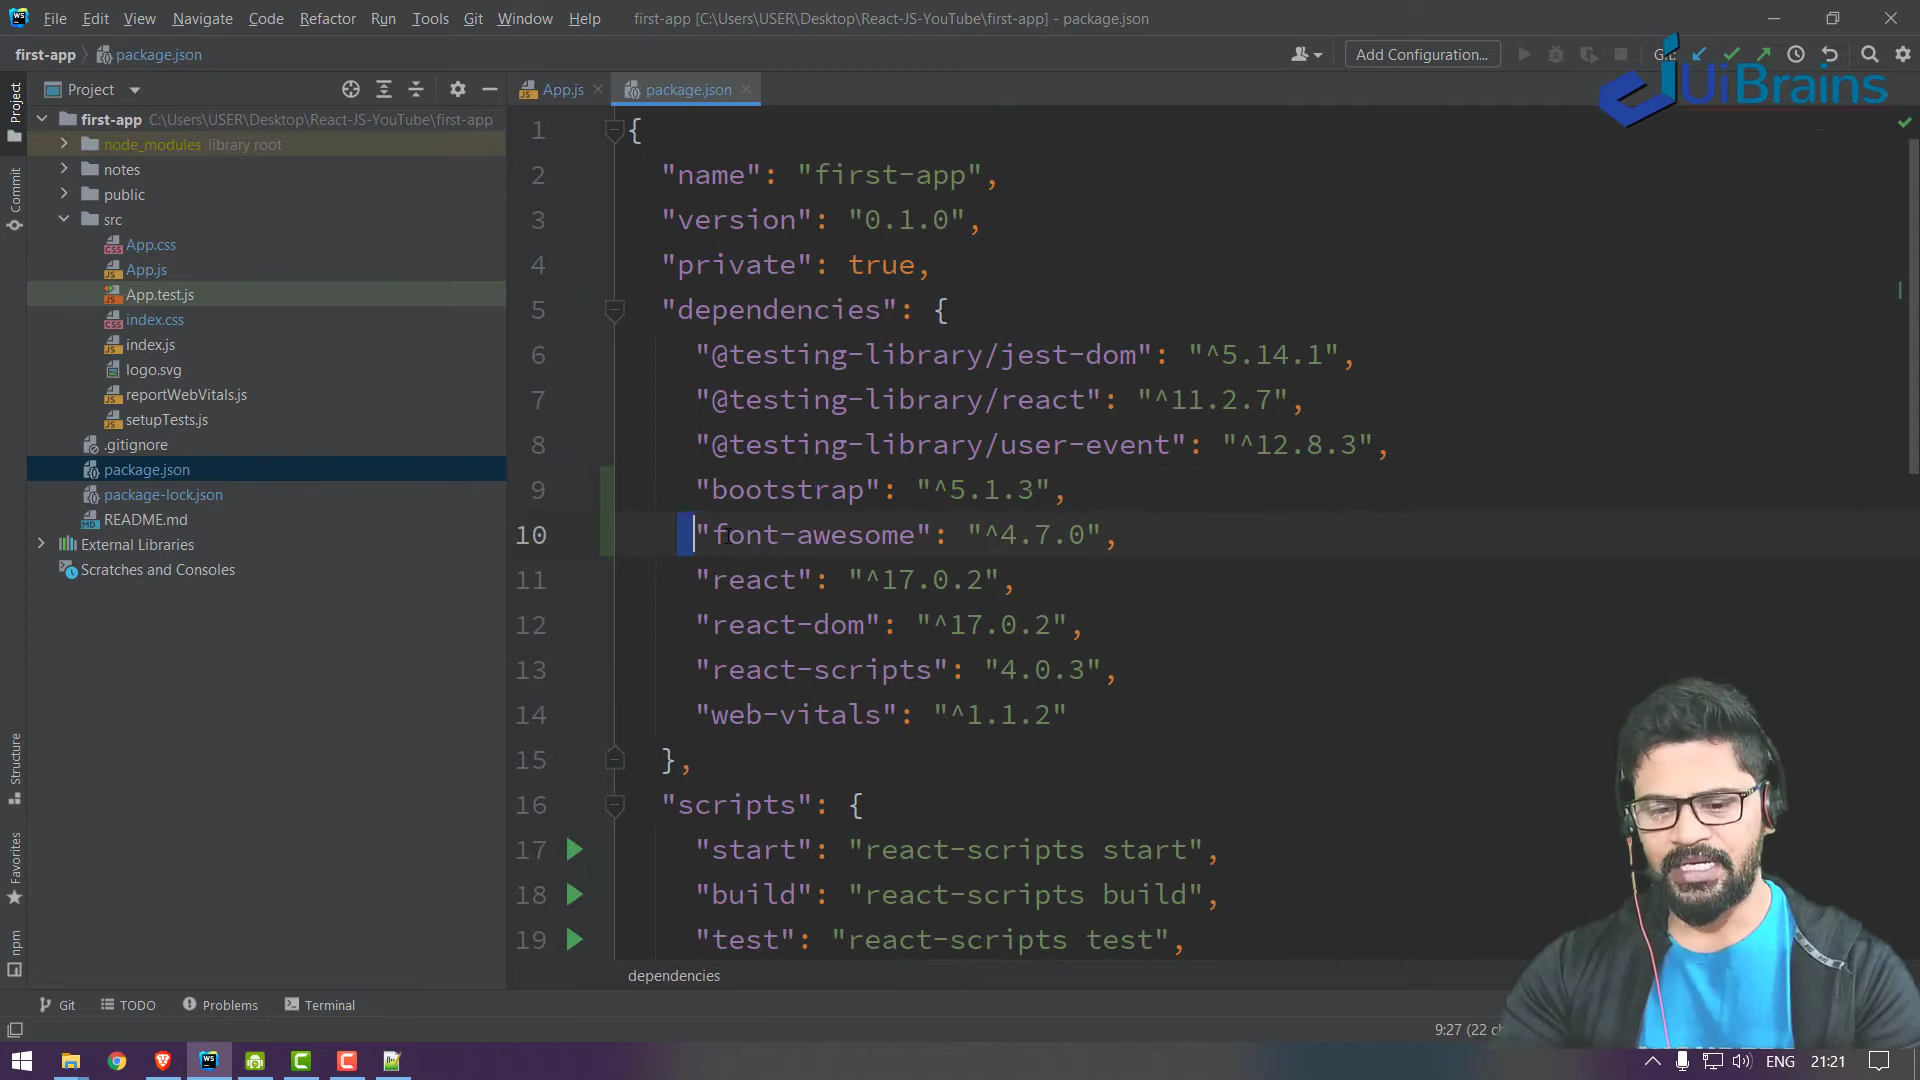 File Edit View Navigate Code Refactor Run Tools Git Window Help first-app [C:\Users\USER\Desktop\React-JS-YouTube\first-app] - package.json
first-app package.json Add Configuration... Git:
UiBrains
Project
App.js package.json
first-app C:\Users\USER\Desktop\React-JS-YouTube\first-app
node_modules library root
notes
public
src
App.css
App.js
App.test.js
index.css
index.js
logo.svg
reportWebVitals.js
setupTests.js
.gitignore
package.json
package-lock.json
README.md
External Libraries
Scratches and Consoles
Project
Commit
Structure
Favorites
npm
1 {
2 "name": "first-app",
3 "version": "0.1.0",
4 "private": true,
5 "dependencies": {
6 "@testing-library/jest-dom": "^5.14.1",
7 "@testing-library/react": "^11.2.7",
8 "@testing-library/user-event": "^12.8.3",
9 "bootstrap": "^5.1.3",
10 "font-awesome": "^4.7.0",
11 "react": "^17.0.2",
12 "react-dom": "^17.0.2",
13 "react-scripts": "4.0.3",
14 "web-vitals": "^1.1.2"
15 },
16 "scripts": {
17 "start": "react-scripts start",
18 "build": "react-scripts build",
19 "test": "react-scripts test",
dependencies
Git TODO Problems Terminal
9:27 (22 ch
ENG 21:21